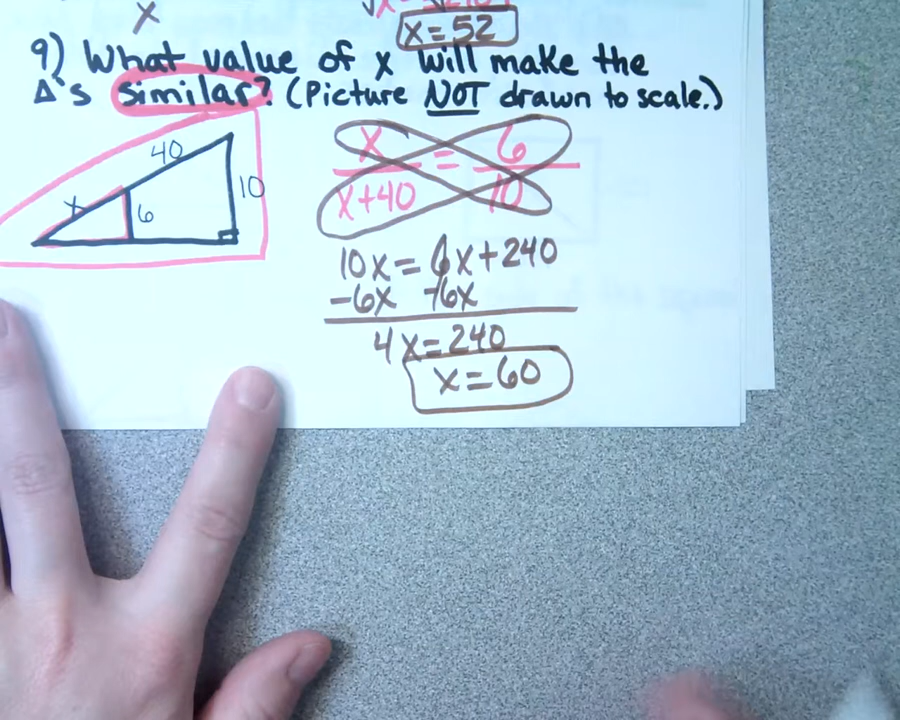 x
x=52
9) What value of x will make the
Δ's similar? (Picture NOT drawn to scale.)
40
x
6
10
x/x+40 = 6/10
10x=6x+240
-6x -6x
4x=240
x=60